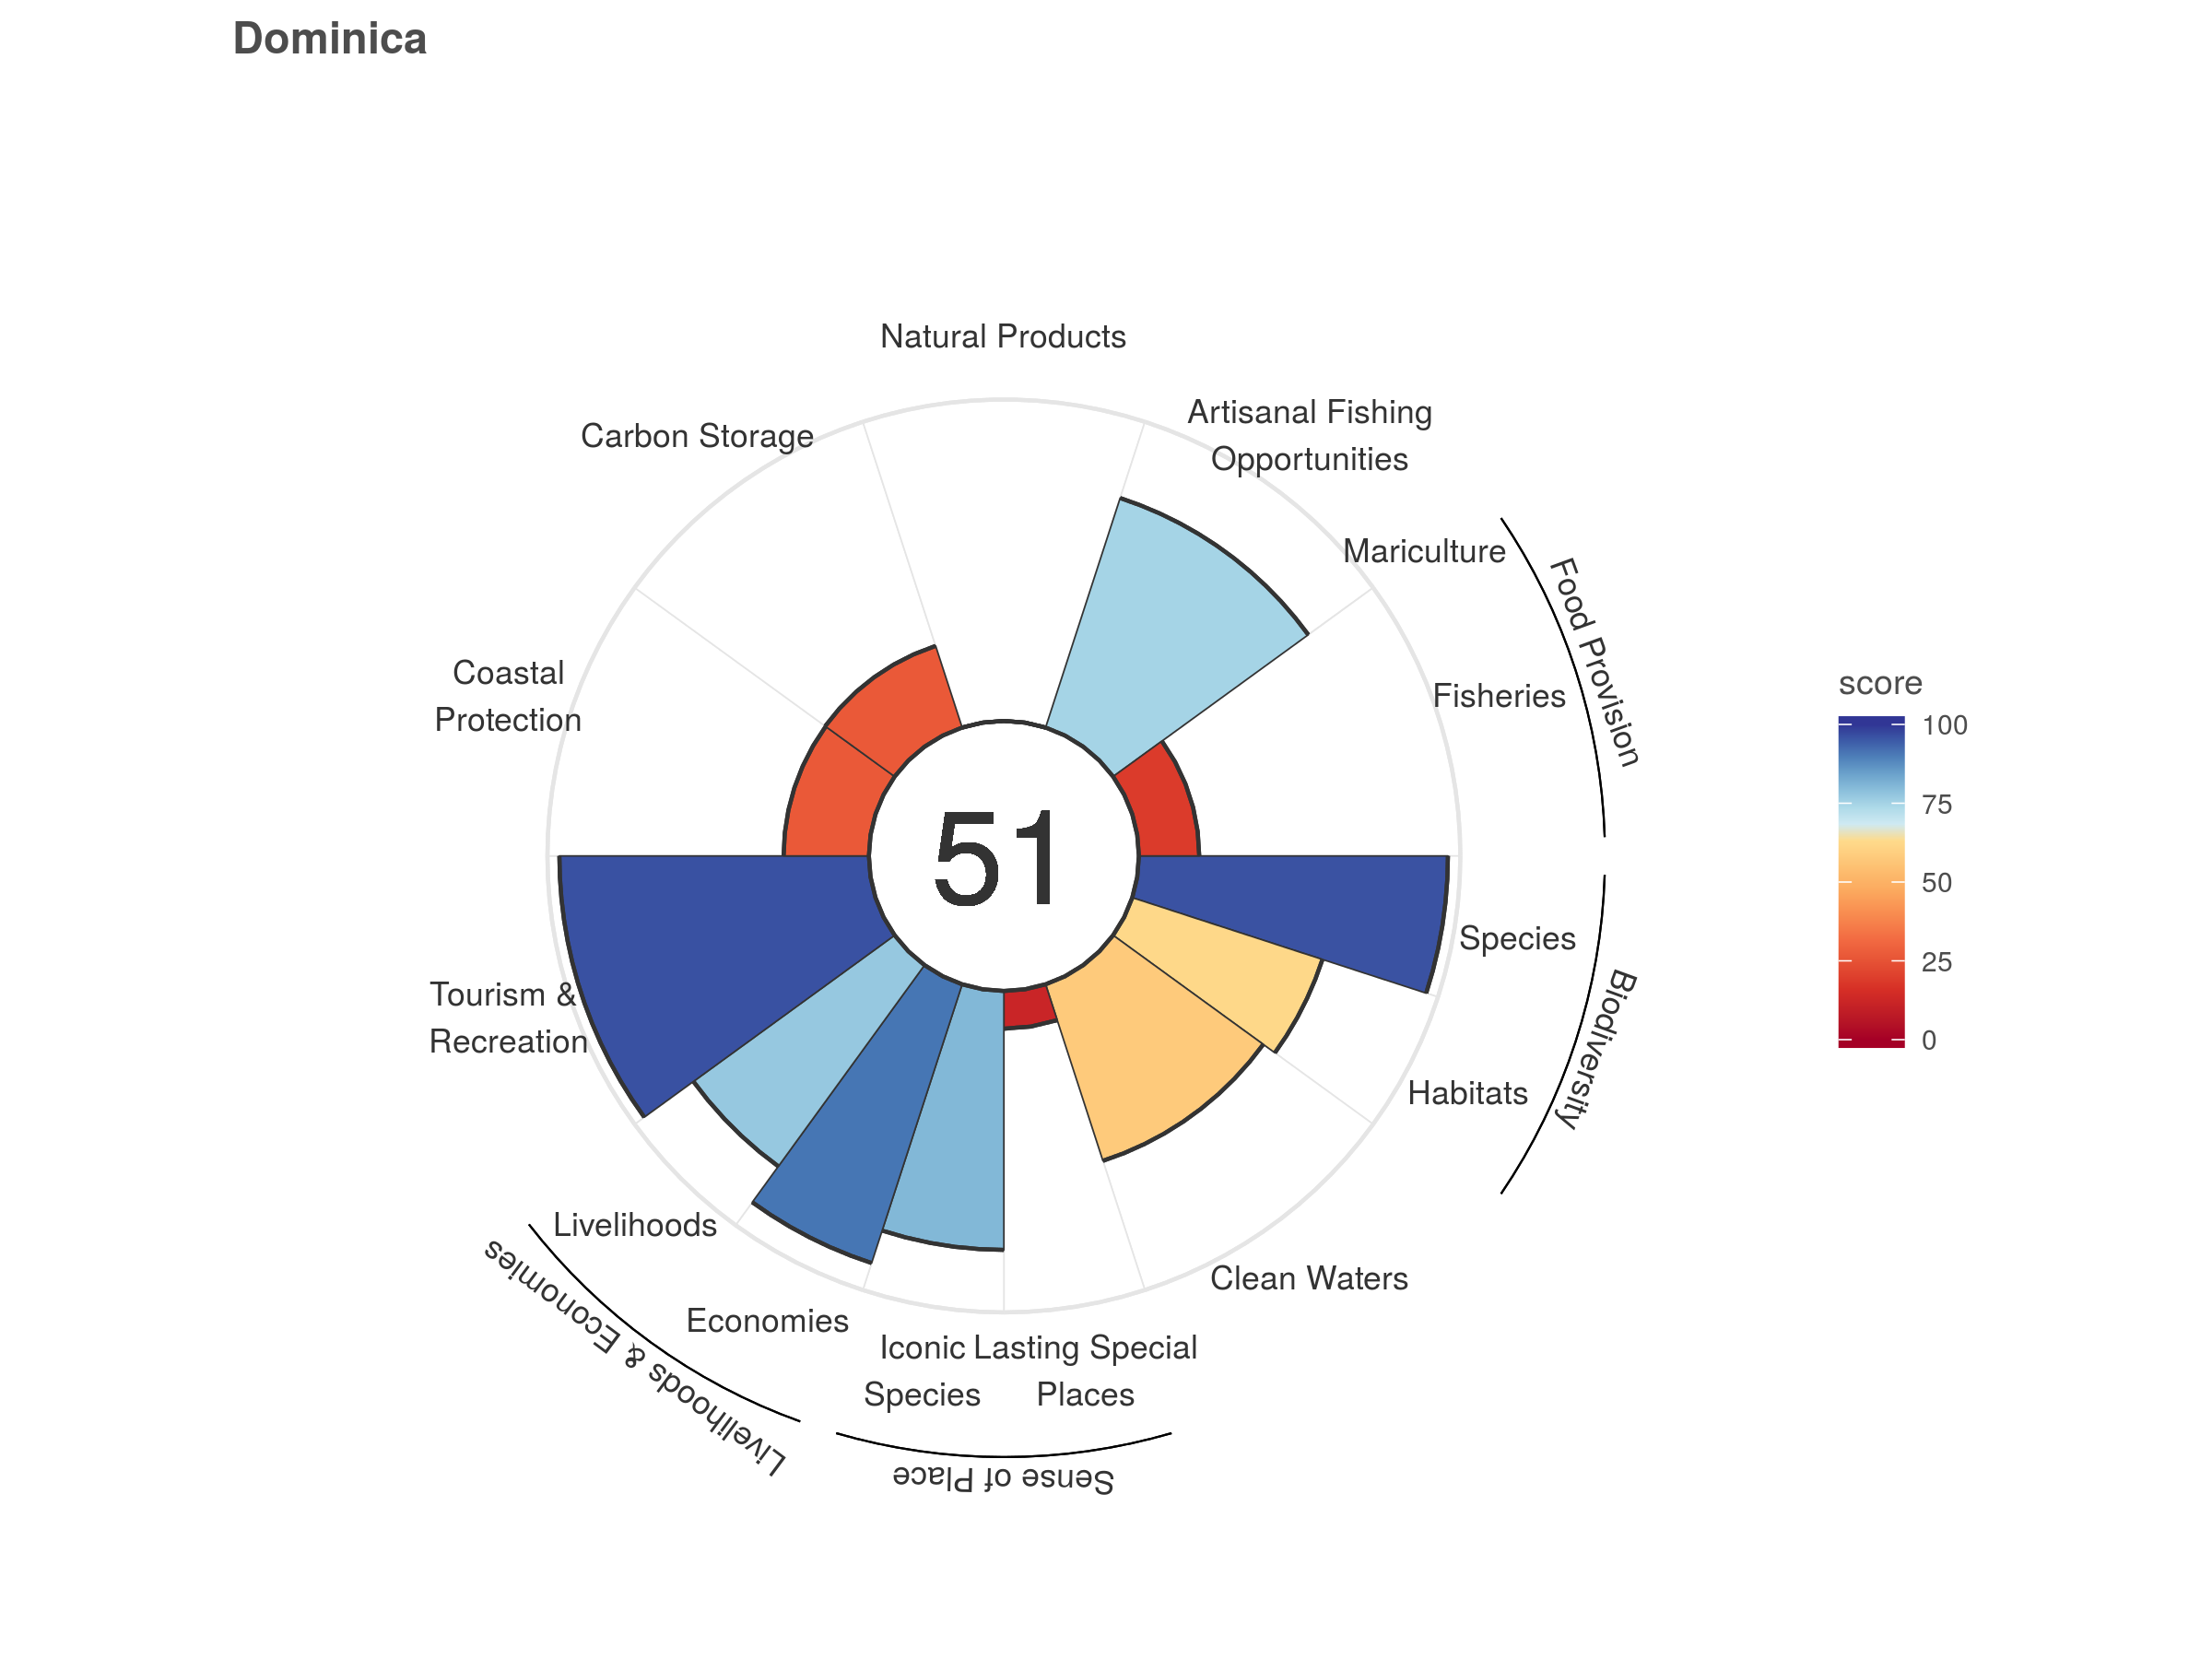 Dominica
Natural Products
Artisanal Fishing
Opportunities
Carbon Storage
Mariculture
Food Provision
Fisheries
Coastal
Protection
score
100
75
50
25
0
51
Species
Biodiversity
Tourism &
Recreation
Habitats
Livelihoods
Clean Waters
Economies
Livelihoods & Economies
Iconic
Species
Lasting Special
Places
Sense of Place